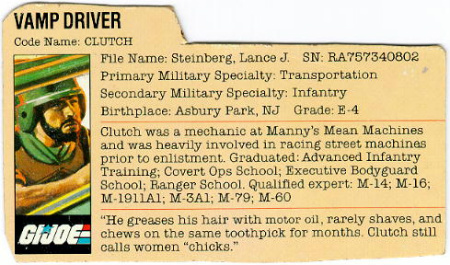 VAMP DRIVER
Code Name: CLUTCH
File Name: Steinberg, Lance J. SN: RA757340802
Primary Military Specialty: Transportation
Secondary Military Specialty: Infantry
Birthplace: Asbury Park, NJ Grade: E-4
Clutch was a mechanic at Manny's Mean Machines
and was heavily involved in racing street machines
prior to enlistment. Graduated: Advanced Infantry
Training; Covert Ops School; Executive Bodyguard
School; Ranger School. Qualified expert: M-14; M-16;
M-1911A1; M-3A1; M-79; M-60
"He greases his hair with motor oil, rarely shaves, and
chews on the same toothpick for months. Clutch still
calls women "chicks."
GI JOE